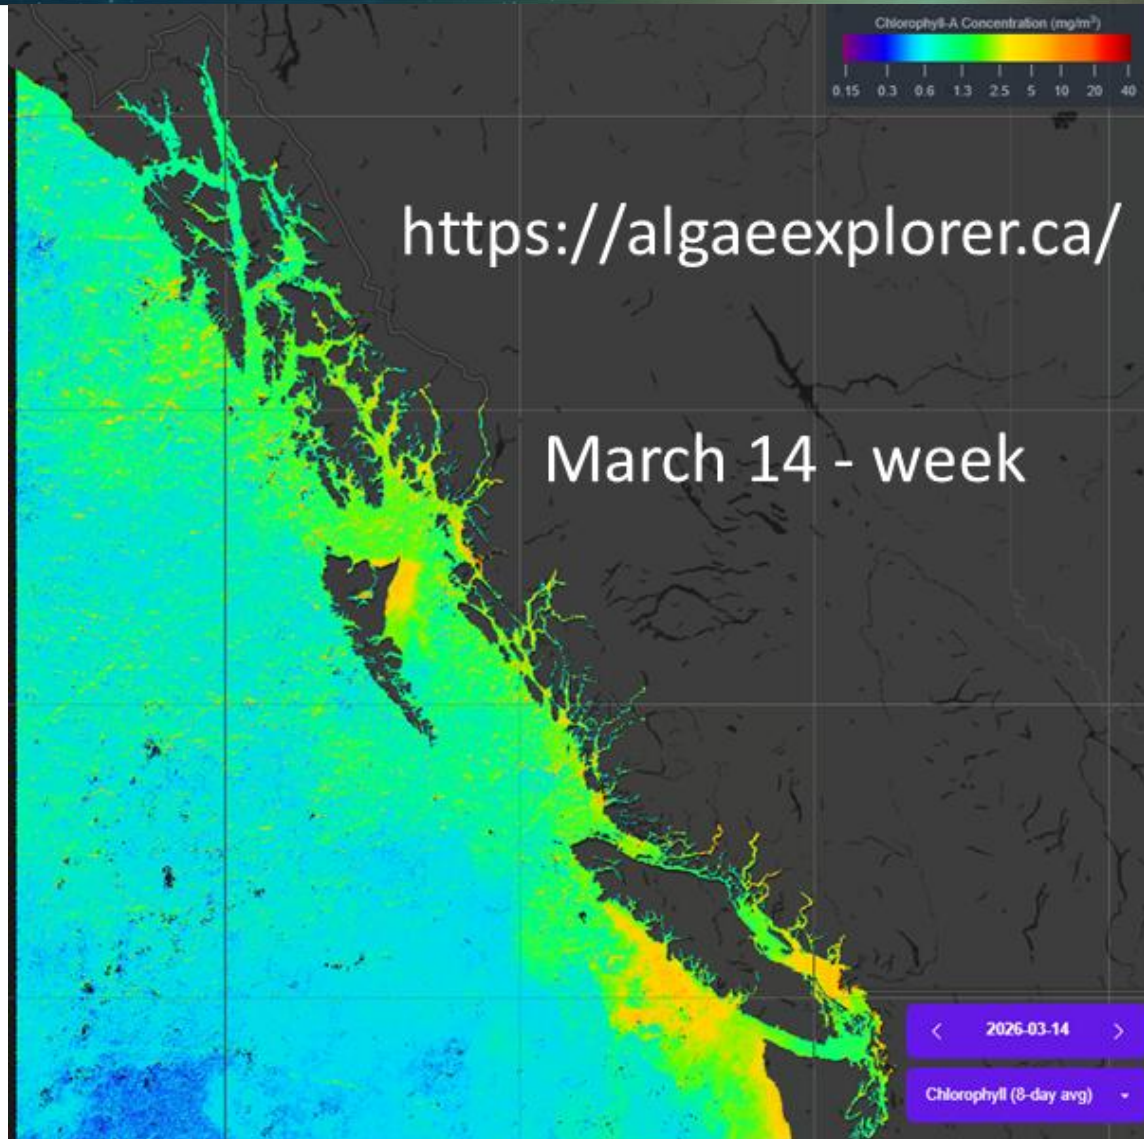 Chlorophyll-A Concentration (mg/m³)
0.15 0.3 0.6 1.3 2.5 5 10 20 40
https://algaeexplorer.ca/
March 14 - week
2026-03-14
Chlorophyll (8-day avg)